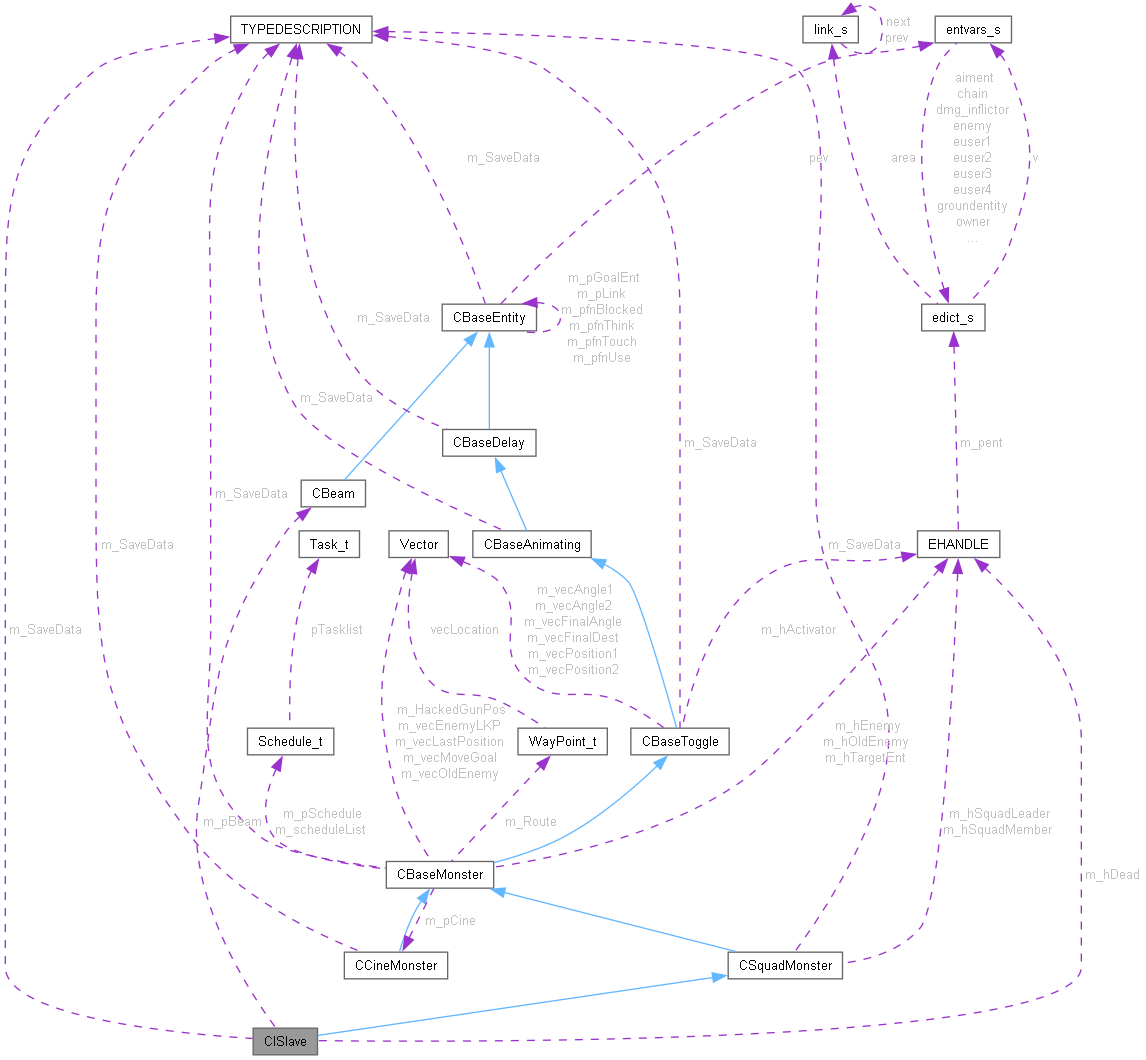 TYPEDESCRIPTION
link_s
next
prev
entvars_s
aiment
chain
dmg_inflictor
enemy
euser1
euser2
euser3
euser4
groundentity
owner
...
m_SaveData
pev
area
v
m_pGoalEnt
m_pLink
m_pfnBlocked
m_pfnThink
m_pfnTouch
m_pfnUse
CBaseEntity
edict_s
m_SaveData
m_SaveData
CBaseDelay
m_SaveData
m_pent
CBeam
m_SaveData
Task_t
Vector
CBaseAnimating
m_SaveData
m_SaveData
EHANDLE
m_vecAngle1
m_vecAngle2
m_vecFinalAngle
m_vecFinalDest
m_vecPosition1
m_vecPosition2
m_SaveData
pTasklist
vecLocation
m_hActivator
m_HackedGunPos
m_vecEnemyLKP
m_vecLastPosition
m_vecMoveGoal
m_vecOldEnemy
Schedule_t
WayPoint_t
CBaseToggle
m_hEnemy
m_hOldEnemy
m_hTargetEnt
m_pBeam
m_pSchedule
m_scheduleList
m_Route
m_hSquadLeader
m_hSquadMember
CBaseMonster
m_hDead
m_pCine
CCineMonster
CSquadMonster
CISlave